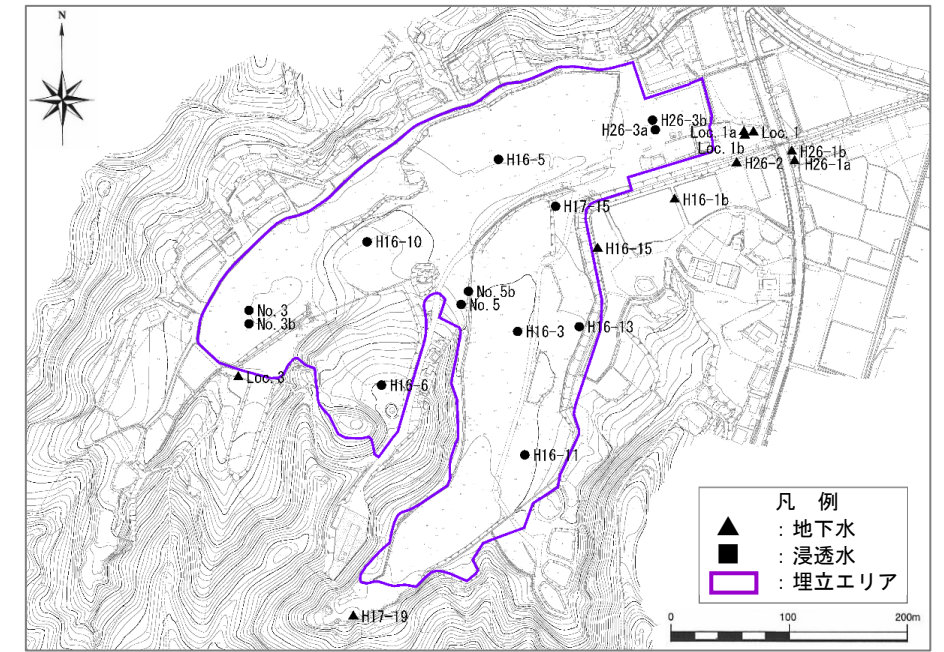 N
H26-3b
H26-3a
Loc. 1a
Loc. 1
Loc. 1b
H26-1b
H26-2
H26-1a
H16-5
H16-1b
H17-15
H16-10
H16-15
No. 5b
No. 5
No. 3
No. 3b
H16-3
H16-13
Loc. 3
H16-6
H16-11
H17-19
凡 例
：地下水
：浸透水
：埋立エリア
0 100 200m